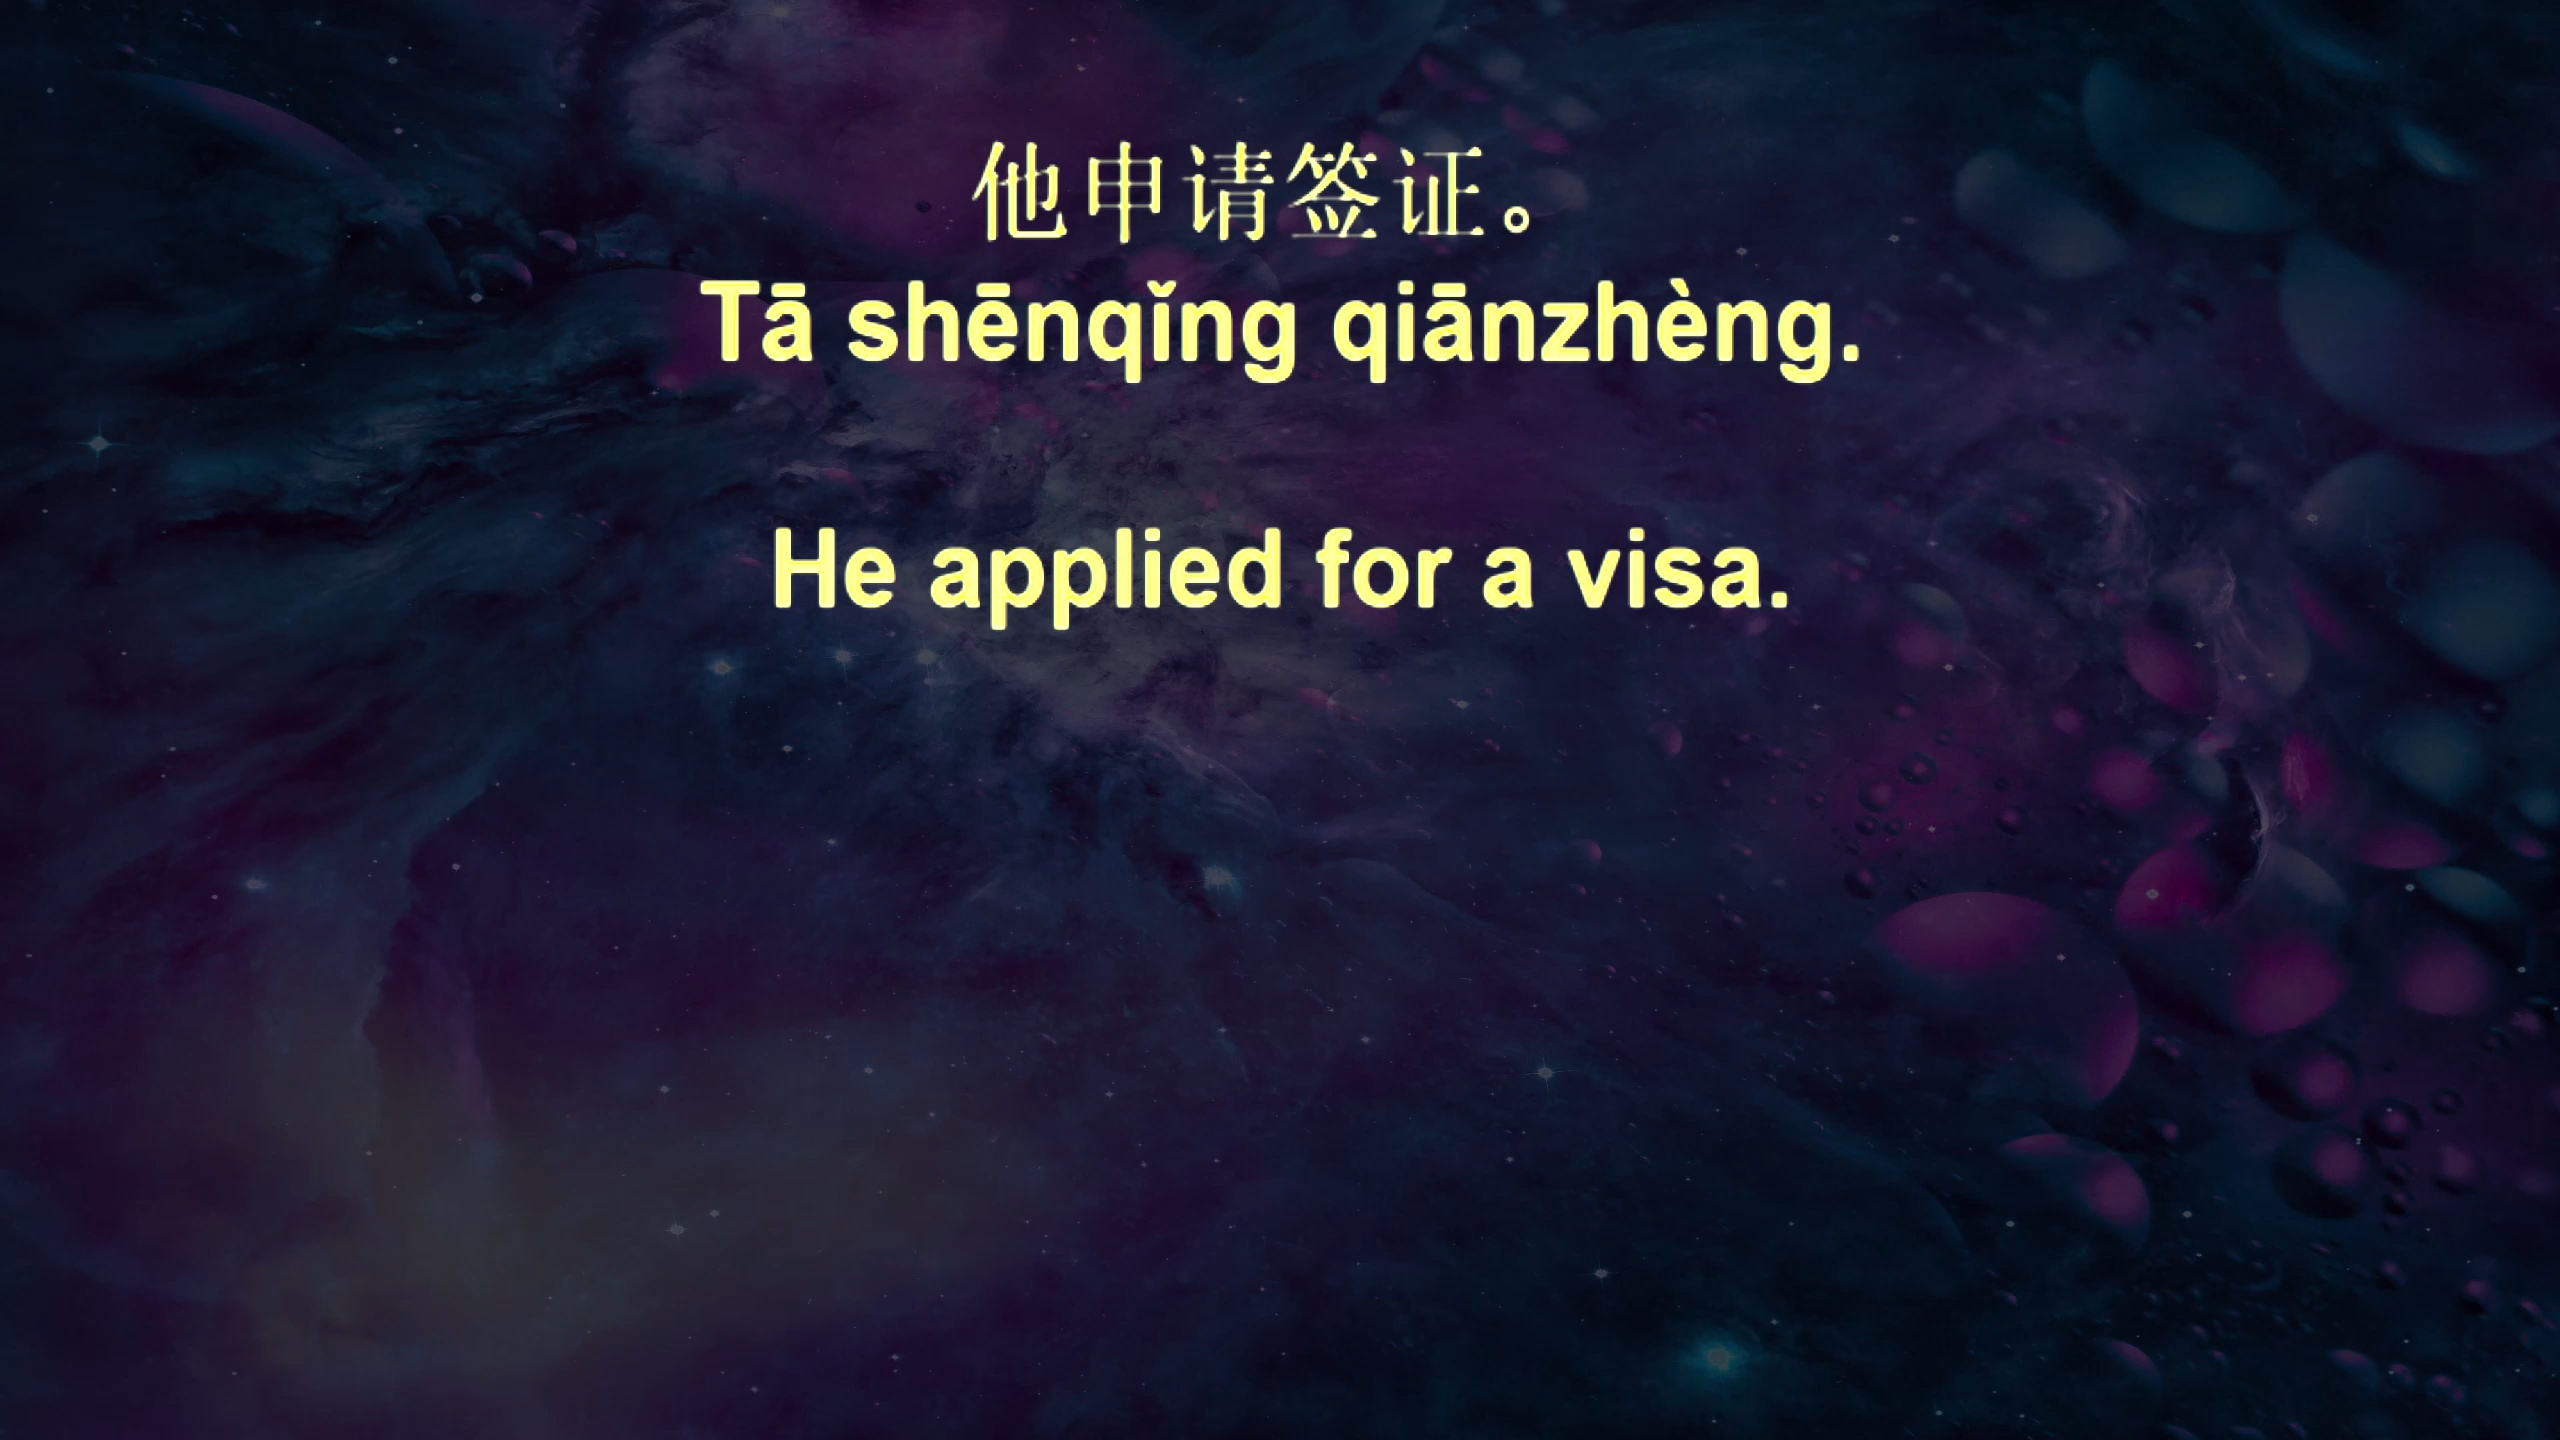 他申请签证。
Tā shēnqǐng qiānzhèng.
He applied for a visa.